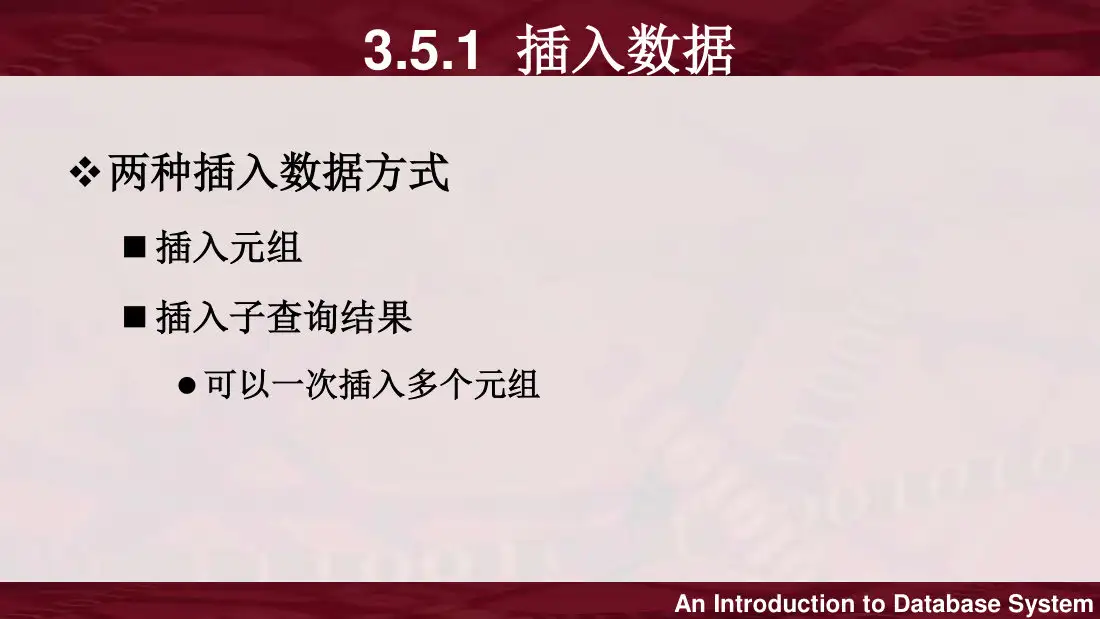 3.5.1 插入数据
❖两种插入数据方式
■ 插入元组
■ 插入子查询结果
● 可以一次插入多个元组
An Introduction to Database System